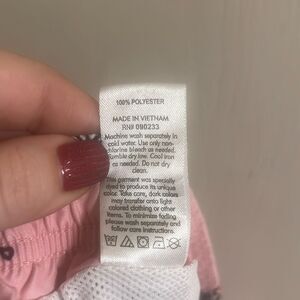 100% POLYESTER
MADE IN VIETNAM
RN# 090233
Machine wash separately in
cold water. Use only non-
chlorine bleach as needed.
Tumble dry low. Cool iron
as needed. Do not dry
clean.
This garment was specially
dyed to produce its unique
color. Take care, dark colors
may transfer onto light
colored clothing or other
items. To minimize fading
please wash separately and
follow care instructions.